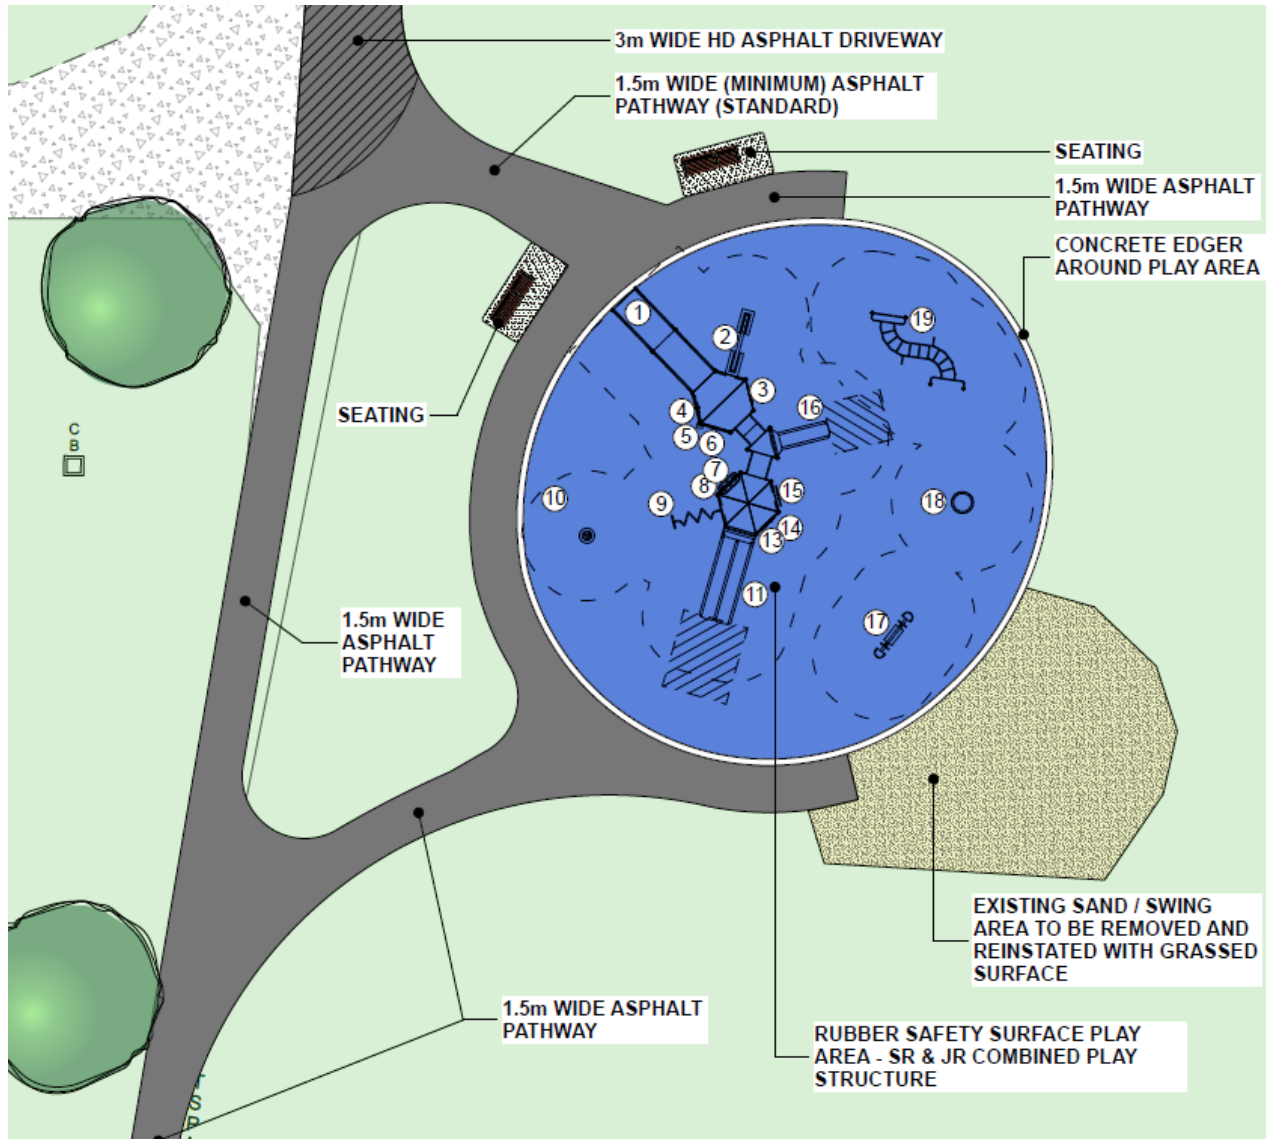 3m WIDE HD ASPHALT DRIVEWAY
1.5m WIDE (MINIMUM) ASPHALT
PATHWAY (STANDARD)
SEATING
1.5m WIDE ASPHALT
PATHWAY
CONCRETE EDGER
AROUND PLAY AREA
1
2
3
4
5
6
7
8
9
10
11
13
14
15
16
17
18
19
SEATING
C
B
1.5m WIDE
ASPHALT
PATHWAY
EXISTING SAND / SWING
AREA TO BE REMOVED AND
REINSTATED WITH GRASSED
SURFACE
1.5m WIDE ASPHALT
PATHWAY
RUBBER SAFETY SURFACE PLAY
AREA - SR & JR COMBINED PLAY
STRUCTURE